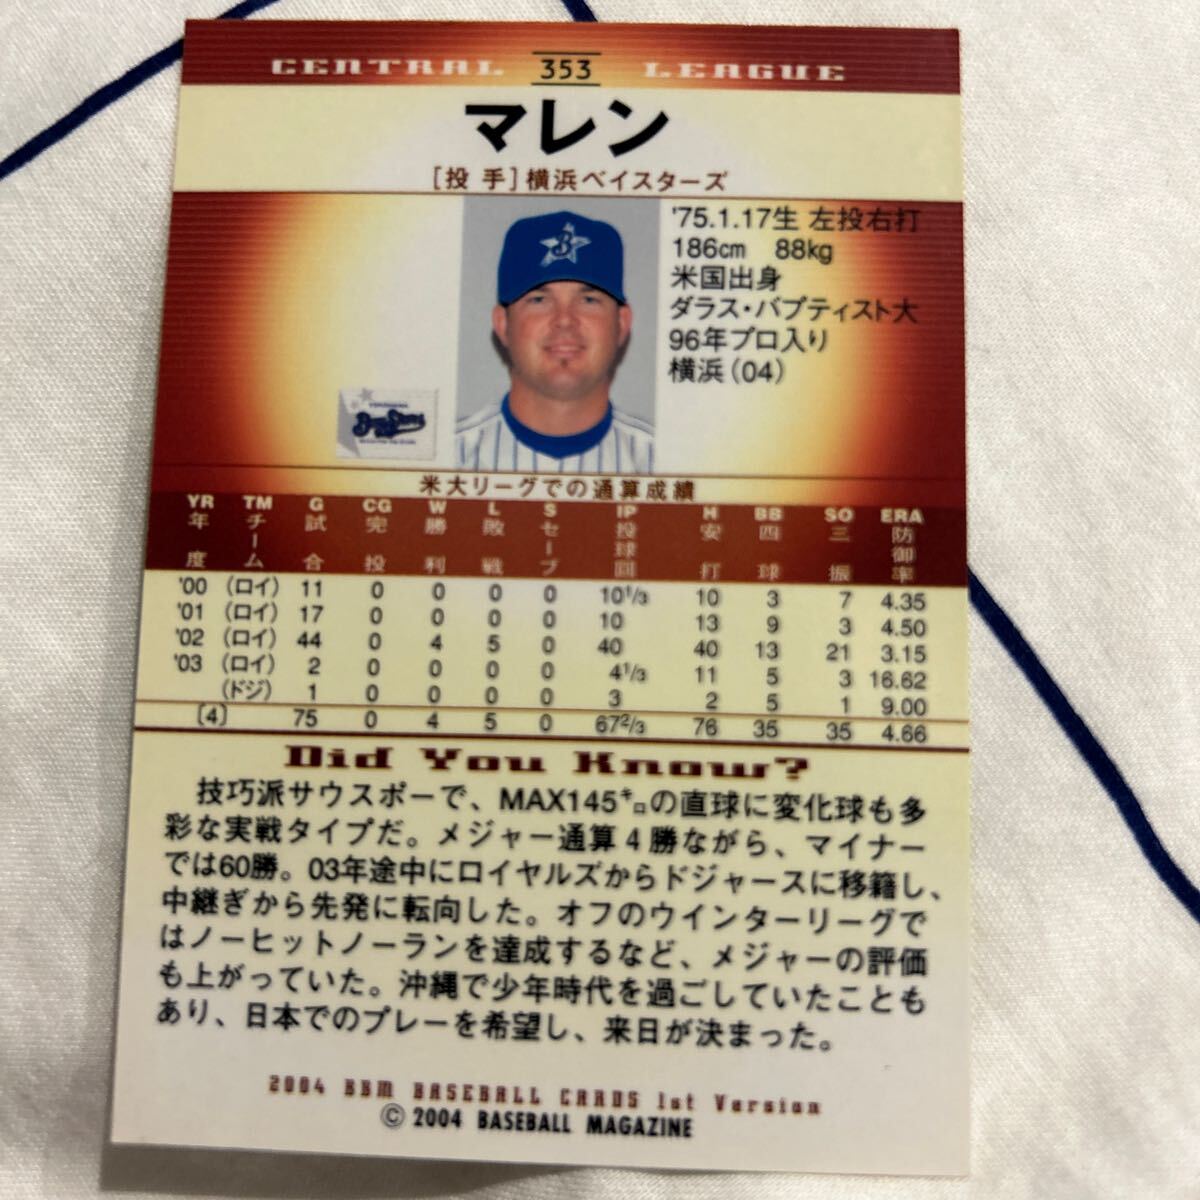 CENTRAL 353 LEAGUE
マレン
[投 手] 横浜ベイスターズ
'75.1.17生 左投右打
186cm 88kg
米国出身
ダラス・バプティスト大
96年プロ入り
横浜(04)
米大リーグでの通算成績
YR TM G CG W L S IP H BB SO ERA
年度 チーム 試合 完投 勝利 敗戦 セーブ 投球回 安打 四球 三振 防御率
'00 (ロイ) 11 0 0 0 0 10 1/3 10 3 7 4.35
'01 (ロイ) 17 0 0 0 0 10 13 9 3 4.50
'02 (ロイ) 44 0 4 5 0 40 40 13 21 3.15
'03 (ロイ) 2 0 0 0 0 4 1/3 11 5 3 16.62
(ドジ) 1 0 0 0 0 3 2 5 1 9.00
[4] 75 0 4 5 0 67 2/3 76 35 35 4.66
Did You Know?
技巧派サウスポーで、MAX145㌔の直球に変化球も多
彩な実戦タイプだ。メジャー通算4勝ながら、マイナー
では60勝。03年途中にロイヤルズからドジャースに移籍し、
中継ぎから先発に転向した。オフのウインターリーグで
はノーヒットノーランを達成するなど、メジャーの評価
も上がっていた。沖縄で少年時代を過ごしていたことも
あり、日本でのプレーを希望し、来日が決まった。
2004 BBM BASEBALL CARDS 1st Version
© 2004 BASEBALL MAGAZINE